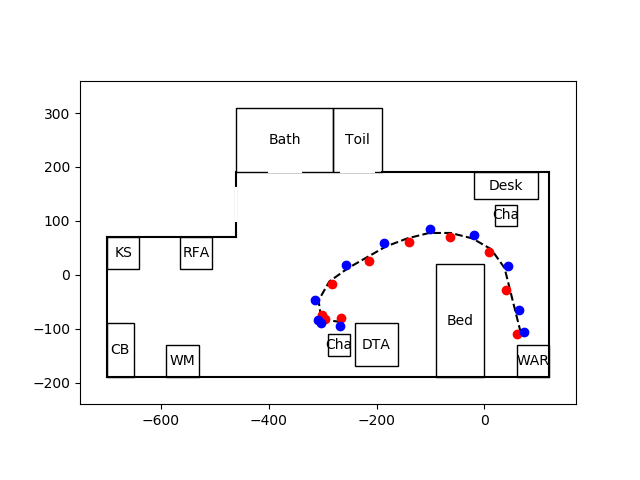 300
200
100
0
−100
−200
−600
−400
−200
0
Bath
Toil
Desk
Cha
KS
RFA
CB
WM
Cha
DTA
Bed
WAR